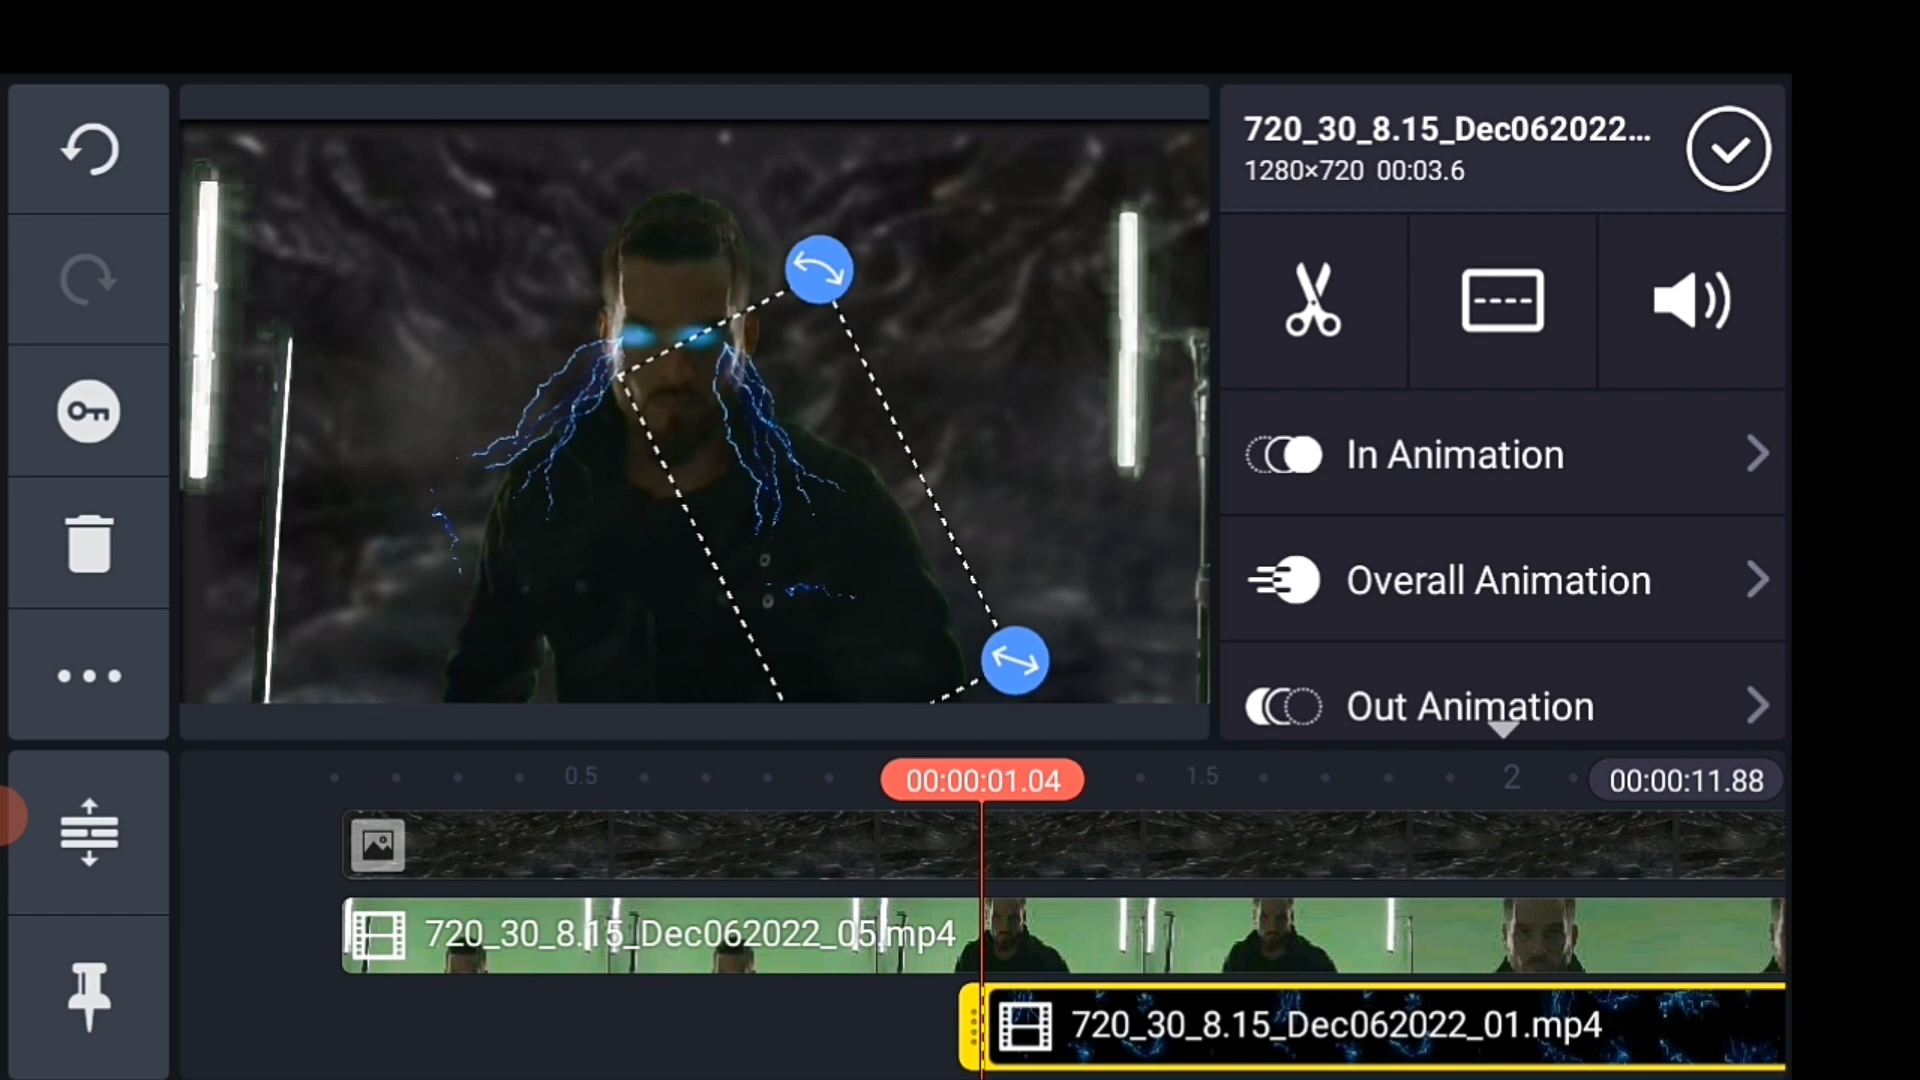 720_30_8.15_Dec062022...
1280×720 00:03.6
In Animation
Overall Animation
Out Animation
0.5
00:00:01.04
1.5
2
00:00:11.88
720_30_8.15_Dec062022_05.mp4
720_30_8.15_Dec062022_01.mp4